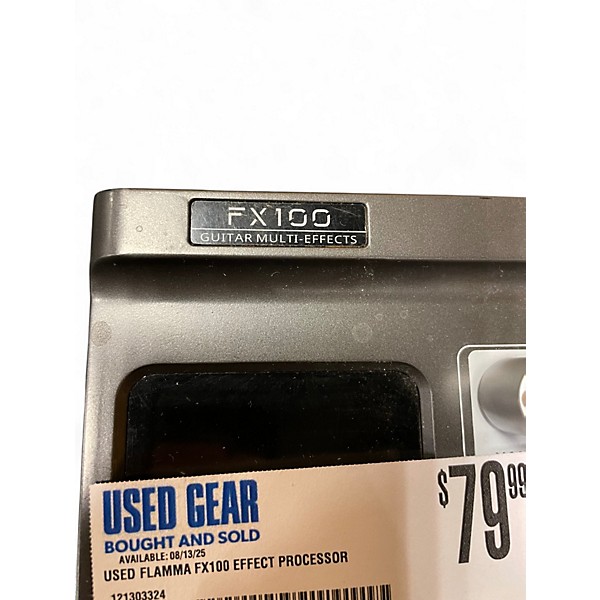 FX100
GUITAR MULTI-EFFECTS
USED GEAR
$79.99
BOUGHT AND SOLD
AVAILABLE: 08/13/25
USED FLAMMA FX100 EFFECT PROCESSOR
121303324